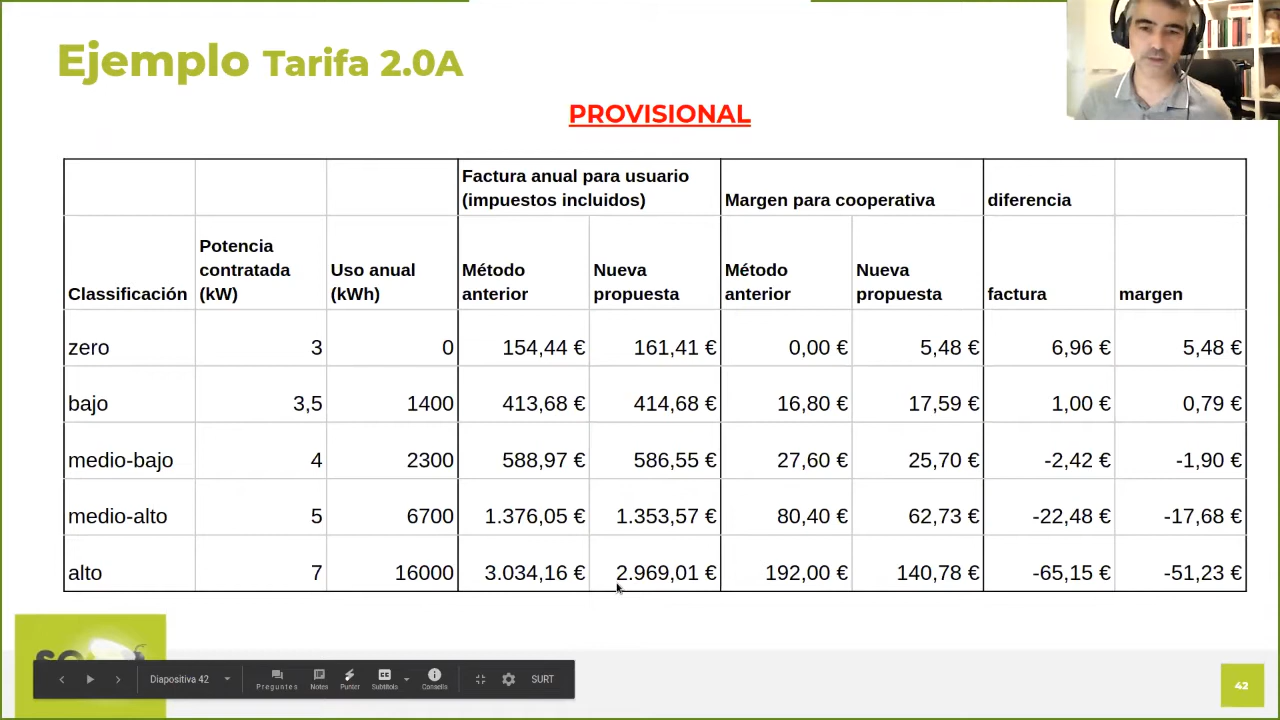 Ejemplo Tarifa 2.0A
PROVISIONAL
Factura anual para usuario (impuestos incluidos) Margen para cooperativa diferencia
Classificación Potencia contratada (kW) Uso anual (kWh) Método anterior Nueva propuesta Método anterior Nueva propuesta factura margen
zero 3 0 154,44 € 161,41 € 0,00 € 5,48 € 6,96 € 5,48 €
bajo 3,5 1400 413,68 € 414,68 € 16,80 € 17,59 € 1,00 € 0,79 €
medio-bajo 4 2300 588,97 € 586,55 € 27,60 € 25,70 € -2,42 € -1,90 €
medio-alto 5 6700 1.376,05 € 1.353,57 € 80,40 € 62,73 € -22,48 € -17,68 €
alto 7 16000 3.034,16 € 2.969,01 € 192,00 € 140,78 € -65,15 € -51,23 €
Diapositiva 42 Preguntes Notes Punter CC Subtítols Consells SURT
42